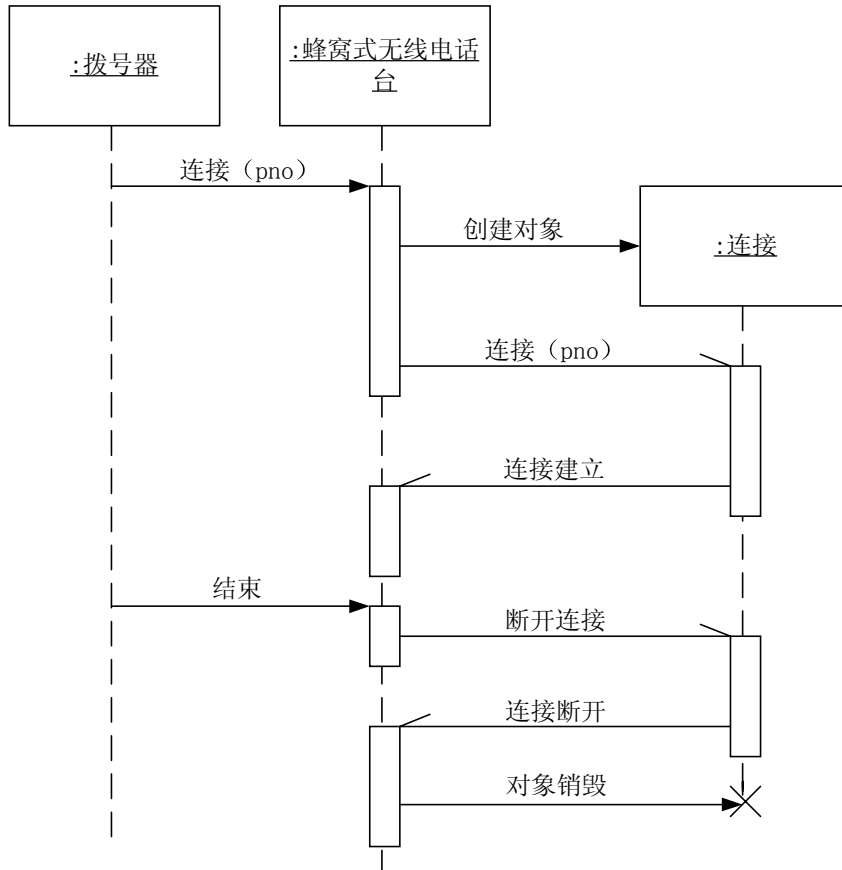 :拨号器
:蜂窝式无线电话
台
连接（pno）
创建对象
:连接
连接（pno）
连接建立
结束
断开连接
连接断开
对象销毁